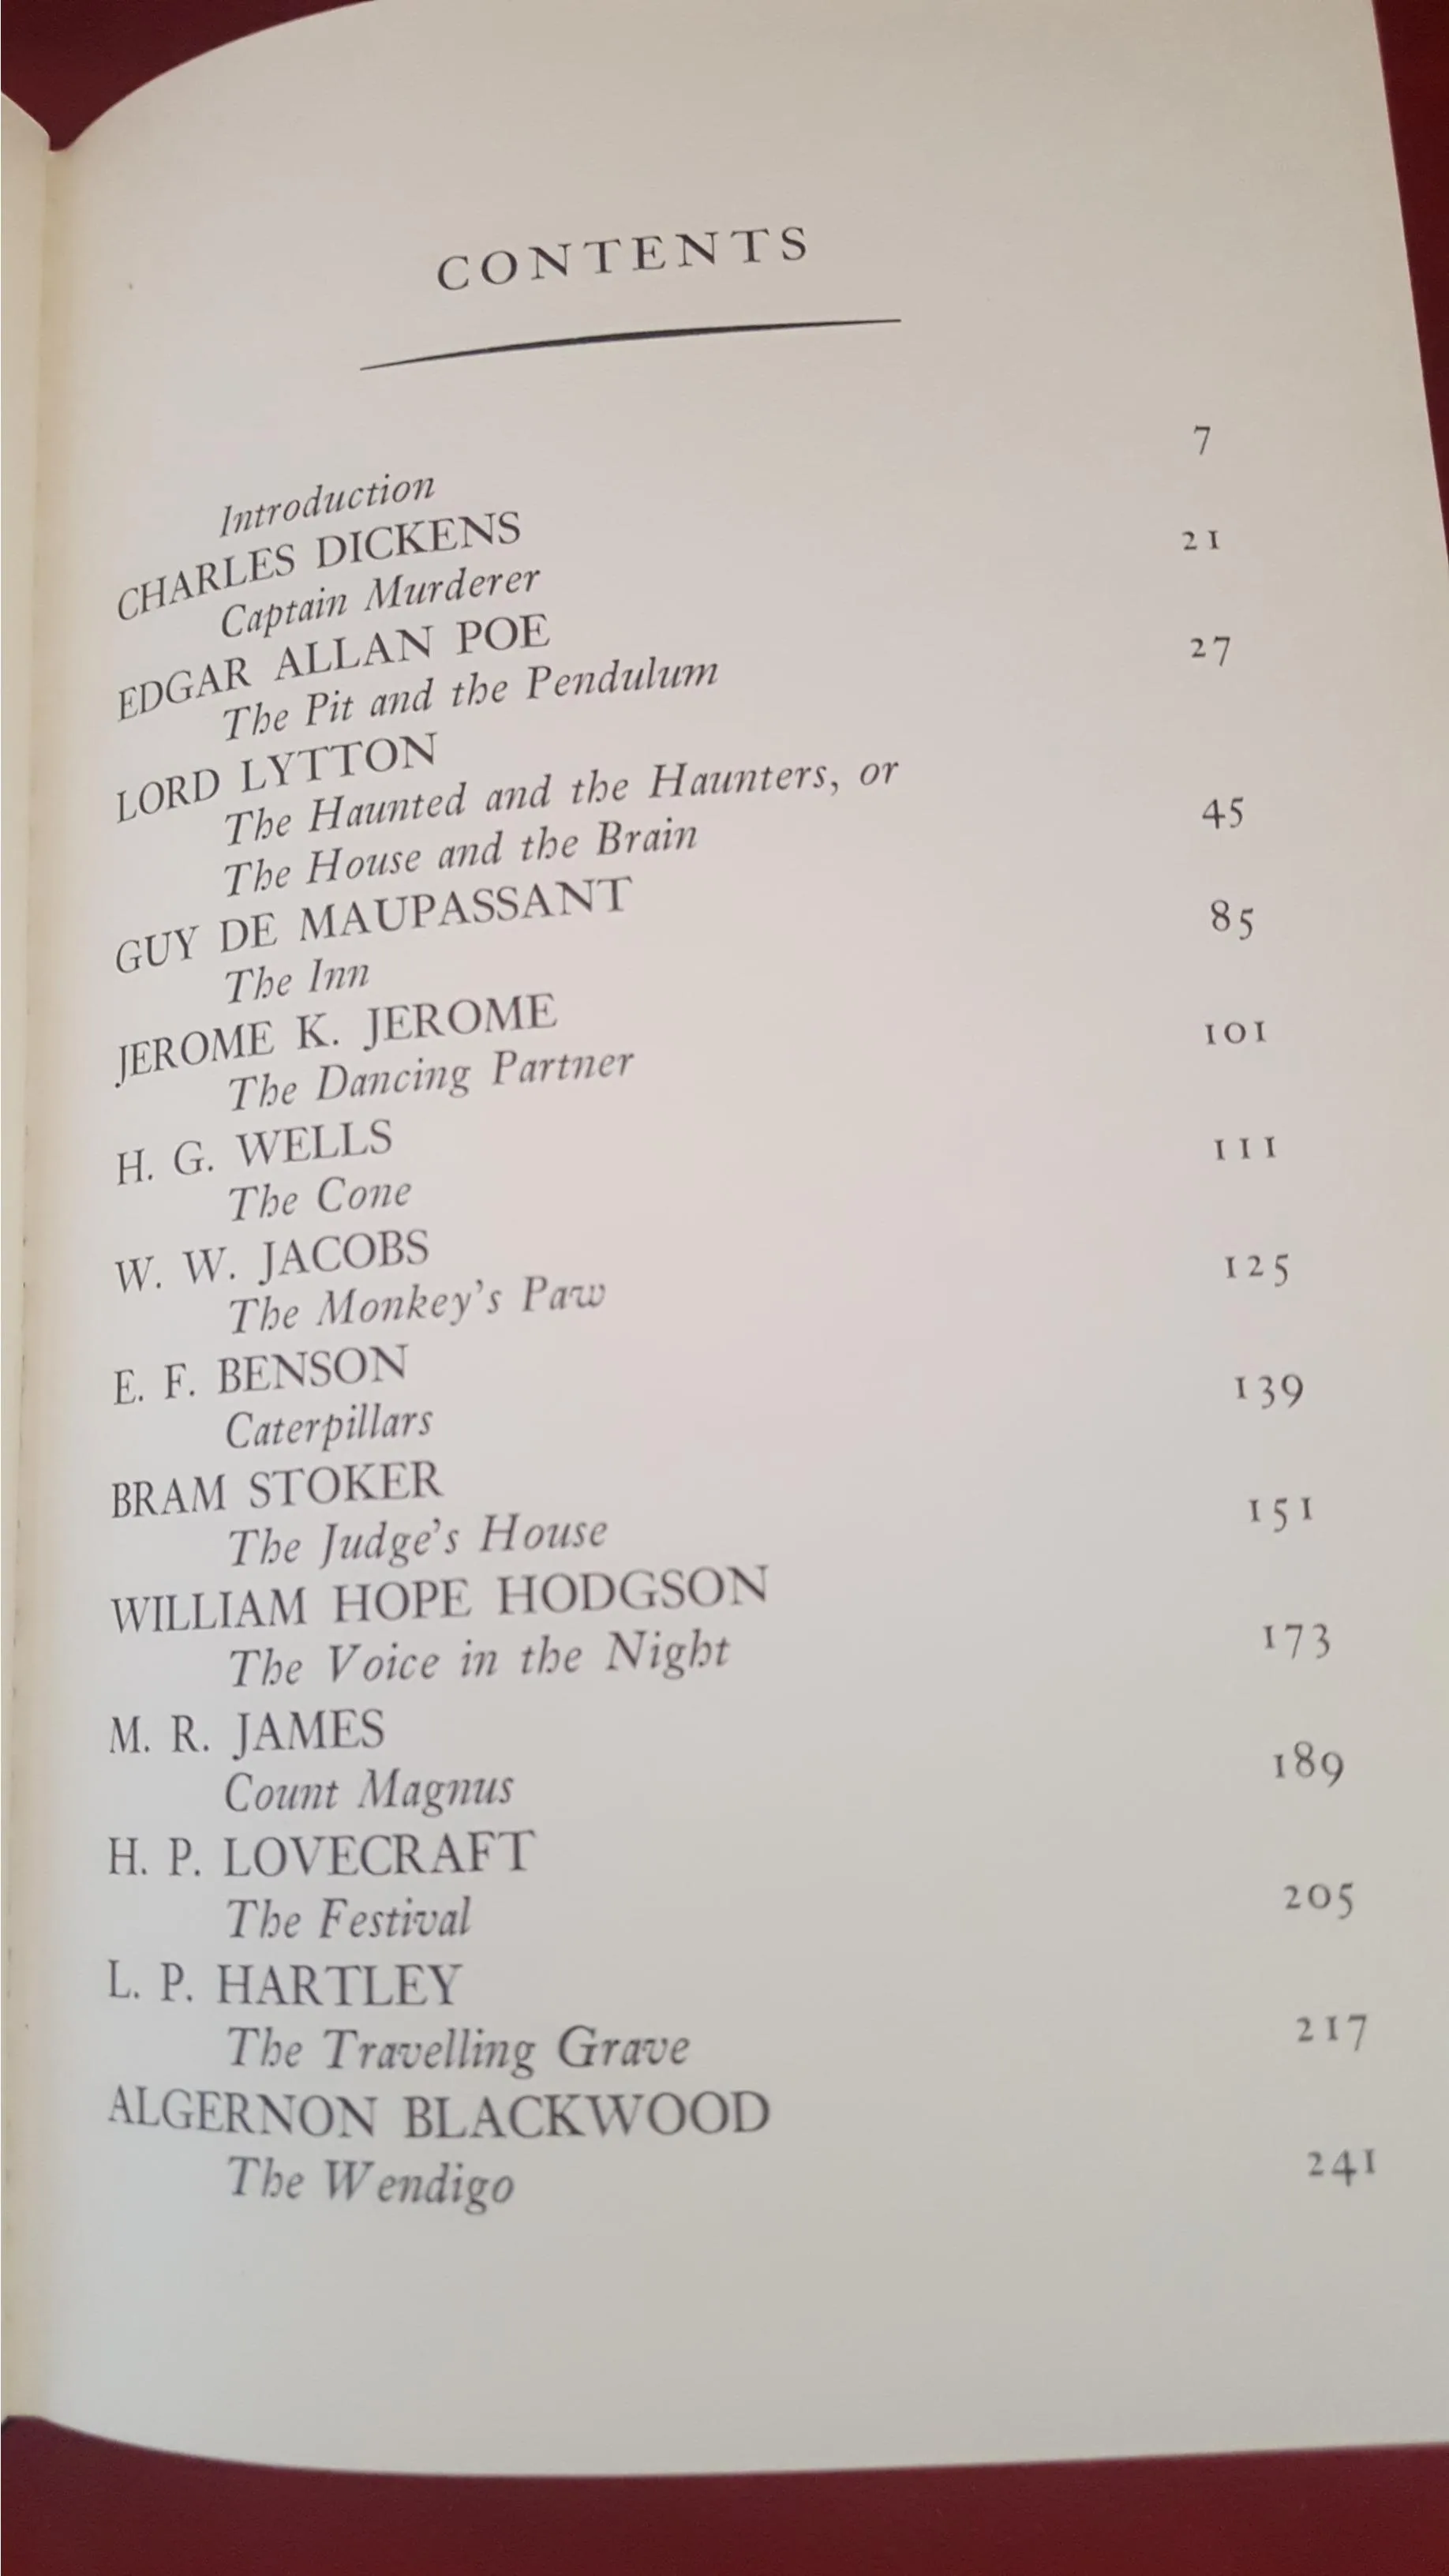 CONTENTS
Introduction 7
CHARLES DICKENS
Captain Murderer 21
EDGAR ALLAN POE
The Pit and the Pendulum 27
LORD LYTTON
The Haunted and the Haunters, or
The House and the Brain 45
GUY DE MAUPASSANT
The Inn 85
JEROME K. JEROME
The Dancing Partner 101
H. G. WELLS
The Cone 111
W. W. JACOBS
The Monkey's Paw 125
E. F. BENSON
Caterpillars 139
BRAM STOKER
The Judge's House 151
WILLIAM HOPE HODGSON
The Voice in the Night 173
M. R. JAMES
Count Magnus 189
H. P. LOVECRAFT
The Festival 205
L. P. HARTLEY
The Travelling Grave 217
ALGERNON BLACKWOOD
The Wendigo 241